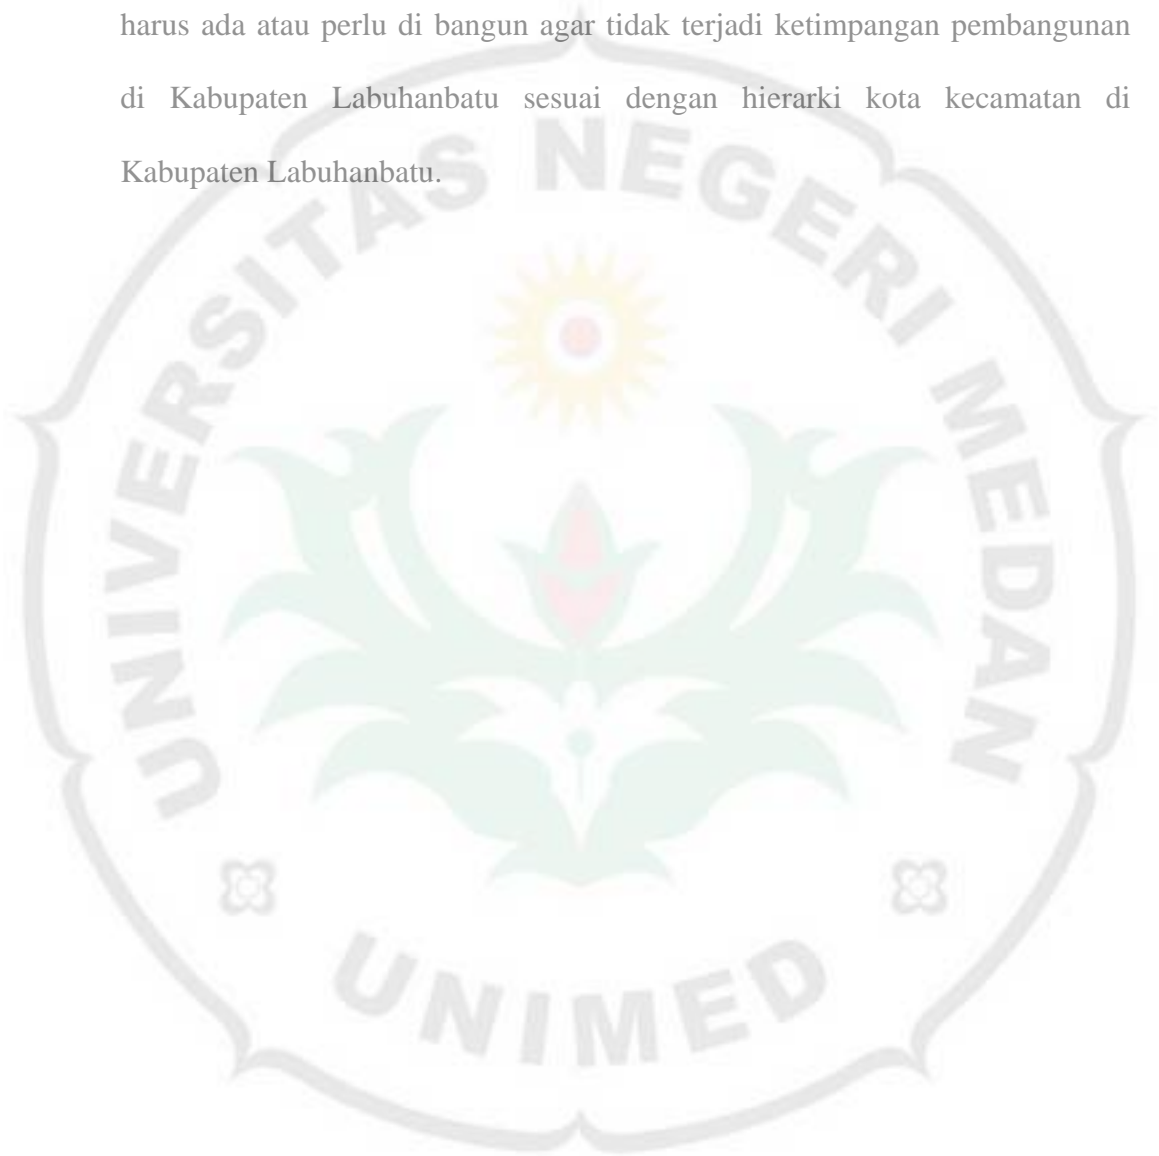 harus ada atau perlu di bangun agar tidak terjadi ketimpangan pembangunan
di Kabupaten Labuhanbatu sesuai dengan hierarki kota kecamatan di
Kabupaten Labuhanbatu.
UNIVERSITAS NEGERI MEDAN
UNIMED